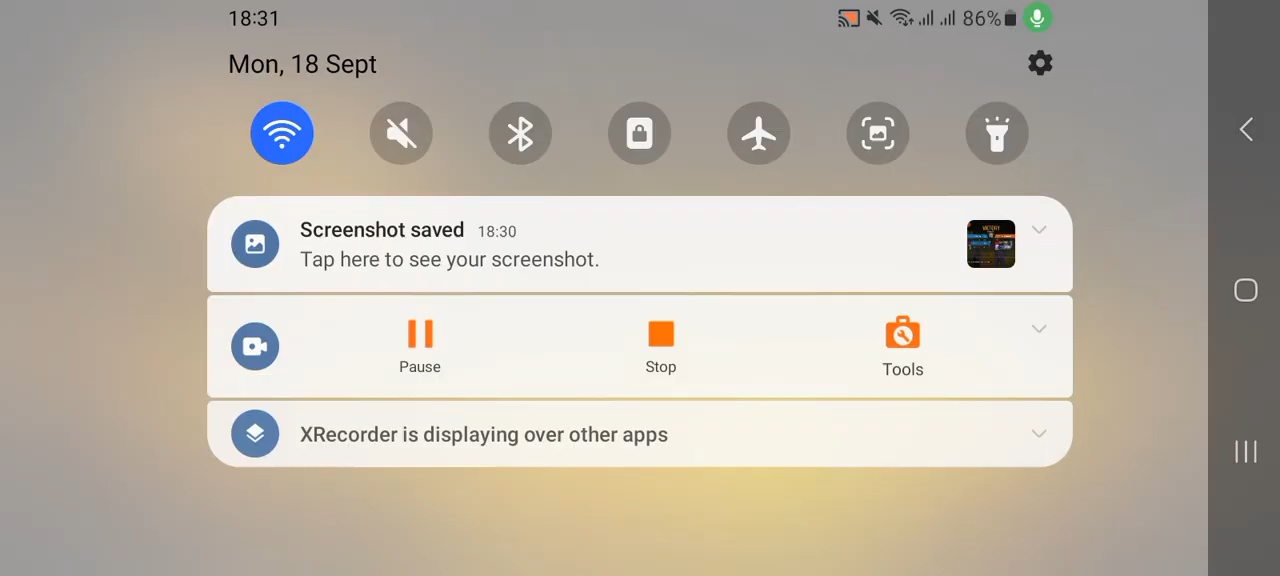 18:31
86%
Mon, 18 Sept
Screenshot saved 18:30
Tap here to see your screenshot.
Pause
Stop
Tools
XRecorder is displaying over other apps